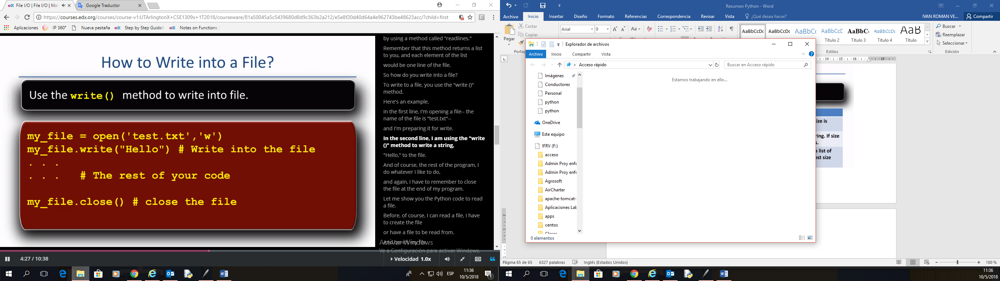 File I/O | File I/O | Mat
Google Traductor
https://courses.edx.org/courses/course-v1:UTArlingtonX+CSE1309x+1T2018/courseware/81a50045a5c5439680d8d9c363b2a212/e5e8f20d40d64a4e962743be48623acc/?child=first
Aplicaciones
IP 360°
Nueva pestaña
Step by Step Guideli
Notes on Functions
How to Write into a File?
Use the write() method to write into file.
my_file = open('test.txt','w')
my_file.write("Hello") # Write into the file
. . .
. . . # The rest of your code
my_file.close() # close the file
by using a method called "readlines."
Remember that this method returns a list
to you, and each element of the list
would be one line of the file.
So how do you write into a file?
To write to a file, you use the "write ()"
method.
Here's an example.
In the first line, I'm opening a file-- the
name of the file is "test.txt"--
and I'm preparing it for write.
In the second line, I am using the "write
()" method to write a string,
"Hello," to the file.
And of course, the rest of the program, I
do whatever I like to do,
and again, I have to remember to close
the file at the end of my program.
Let me show you the Python code to read
a file.
Before, of course, I can read a file, I have
to create the file
or have a file to be read from.
And here's my file,
Activar Windows
Ve a Configuración para activar Windows.
4:27 / 10:38
Velocidad 1.0x
ESP
11:36
10/5/2018
1
Resumen Python - Word
Archivo
Inicio
Insertar
Diseño
Formato
Referencias
Correspondencia
Revisar
Vista
¿Qué desea hacer?
IVAN ROMAN VE...
Compartir
Pegar
Cortar
Copiar
Portap
Arial
9
AaBbCcDc
AaBbCcDc
AaBbC
AaBbCcD
Título 2
AaBbC
Título 3
AaBbCcDc
Título 4
AaB
Título
Estilos
Buscar
Reemplazar
Seleccionar
Edición
Explorador de archivos
Archivo
Inicio
Compartir
Vista
Acceso rápido
Buscar en Acceso rápido
Imágenes
Conductores
Personal
python
python
OneDrive
Este equipo
IFRV (F:)
acceso
Admin Proy enfo
Admin Proy enfo
Agrosoft
AirCharter
apache-tomcat-
Aplicaciones Lab
apps
centos
Clases
Estamos trabajando en ello...
0 elementos
14 15 16 18
ize is
ring. If size
s.
a list of
ost size
Página 65 de 65
6327 palabras
Inglés (Estados Unidos)
100 %
11:36
10/5/2018